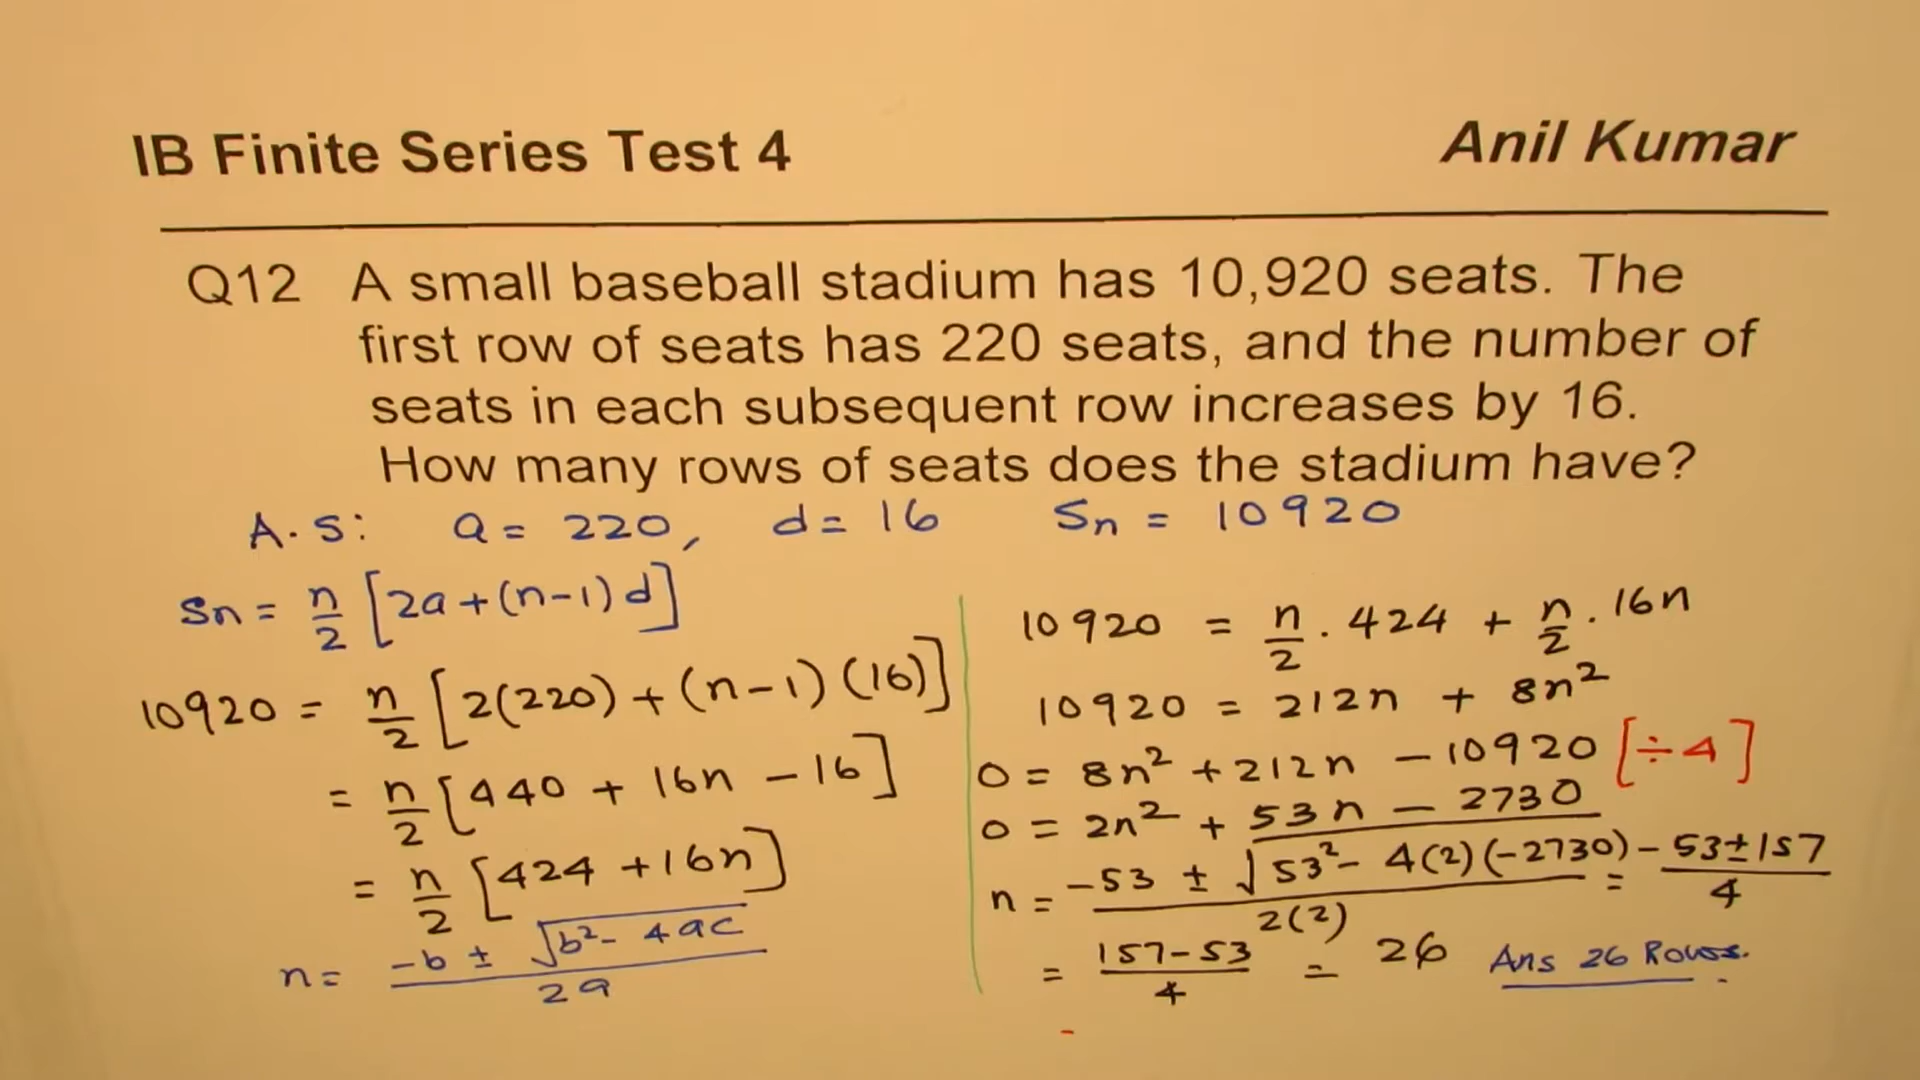 IB Finite Series Test 4
Anil Kumar
Q12 A small baseball stadium has 10,920 seats. The
first row of seats has 220 seats, and the number of
seats in each subsequent row increases by 16.
How many rows of seats does the stadium have?
A.S: a = 220, d = 16 Sn = 10920
Sn = n/2 [2a + (n-1) d]
10920 = n/2 [2(220) + (n-1) (16)]
= n/2 [440 + 16n - 16]
= n/2 [424 + 16n]
n = (-b ± √(b² - 4ac))/2a
10920 = n/2 . 424 + n/2 . 16n
10920 = 212n + 8n²
0 = 8n² + 212n - 10920 [÷4]
0 = 2n² + 53n - 2730
n = (-53 ± √(53² - 4(2)(-2730)))/2(2) = (-53 ± 157)/4
= (157-53)/4 = 26 Ans 26 Rows.